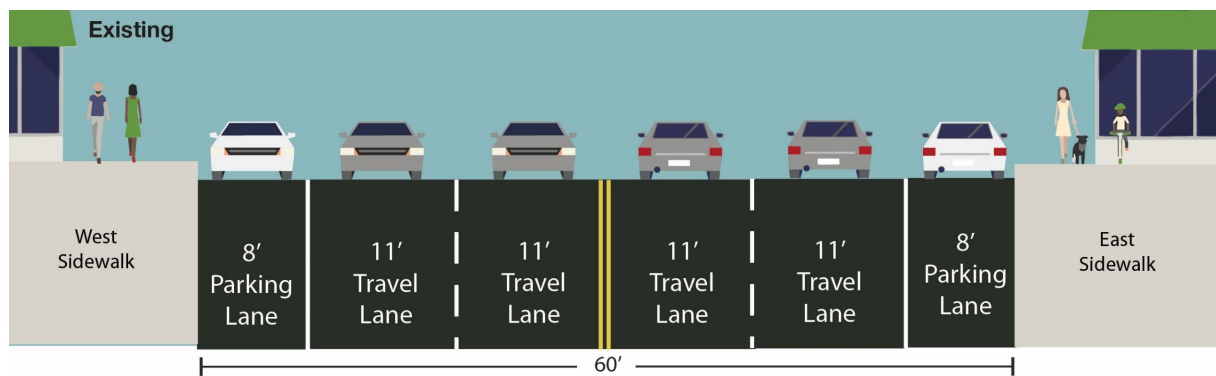 Existing
West
Sidewalk
8’
Parking
Lane
11’
Travel
Lane
11’
Travel
Lane
11’
Travel
Lane
11’
Travel
Lane
8’
Parking
Lane
East
Sidewalk
60’